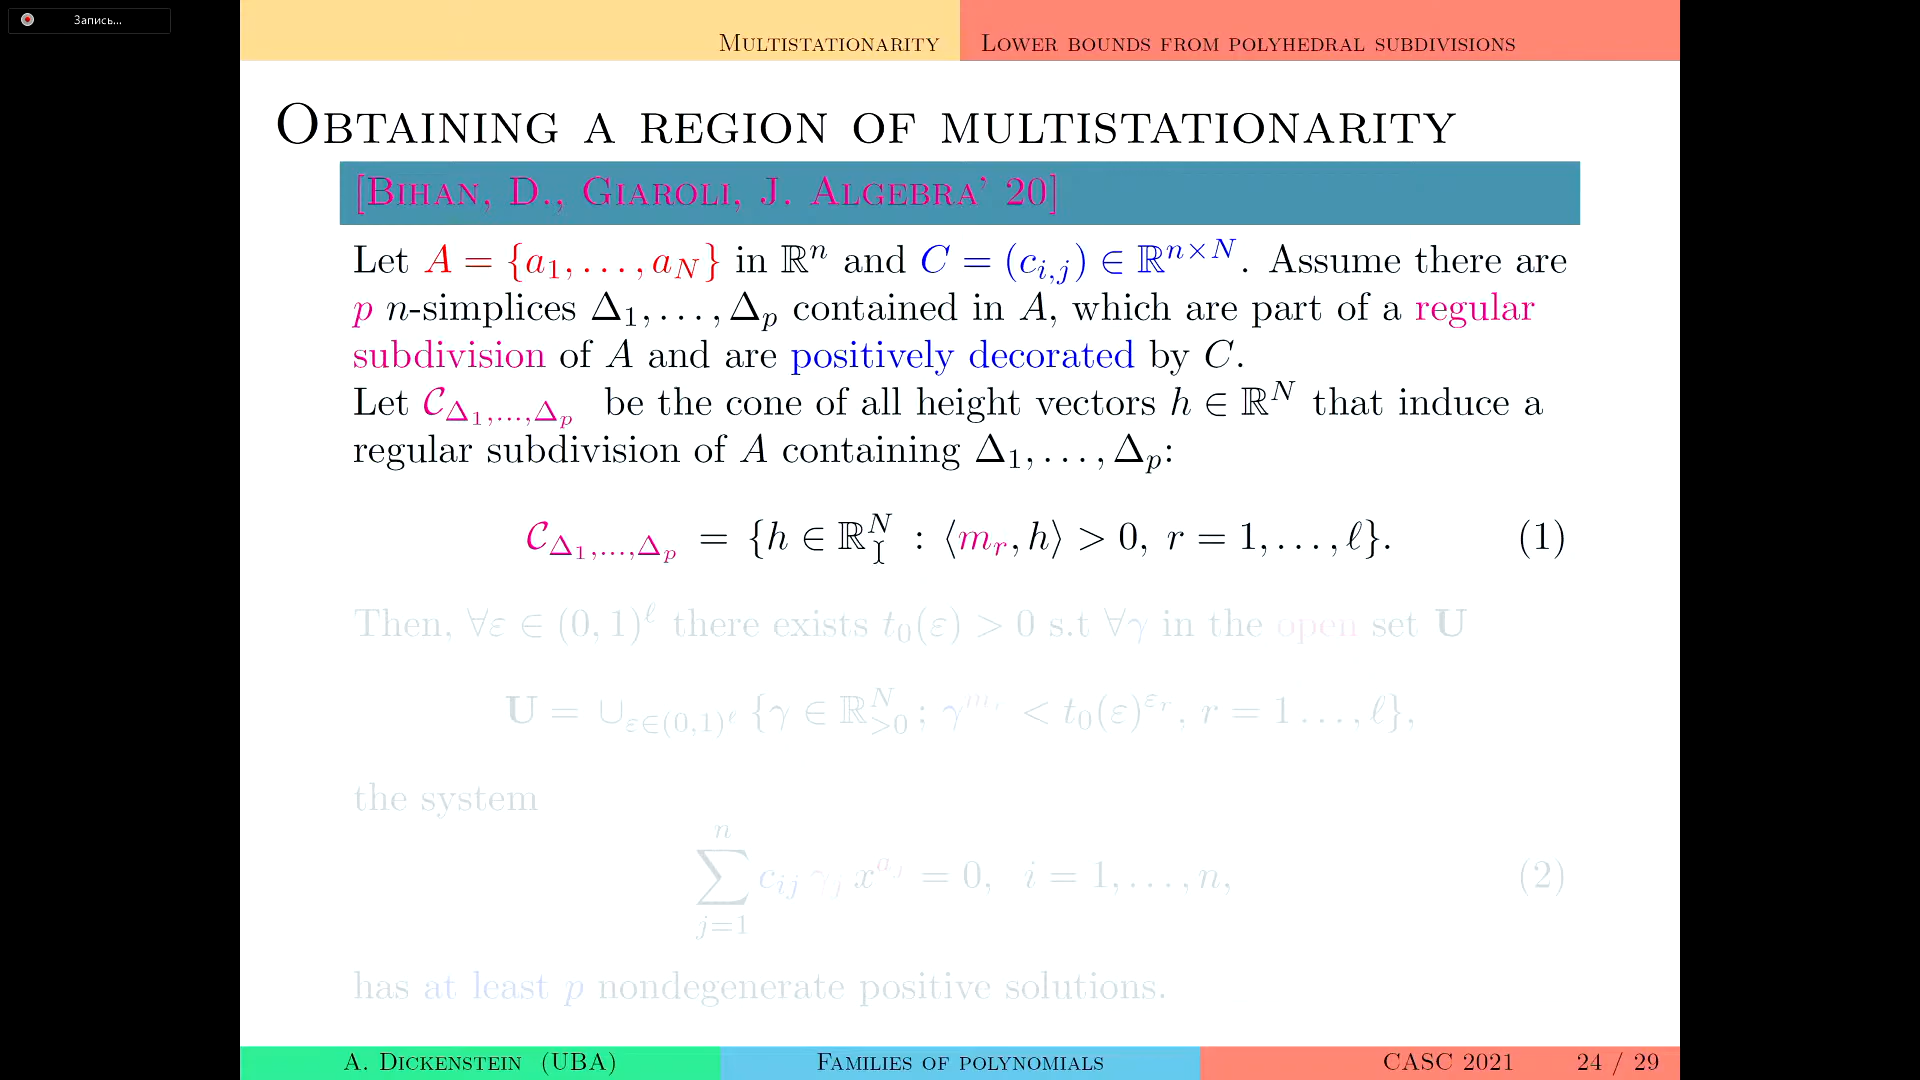 Запись...
Multistationarity Lower bounds from polyhedral subdivisions
Obtaining a region of multistationarity
[Bihan, D., Giaroli, J. Algebra' 20]
Let A = {a_1, . . . , a_N} in ℝ^n and C = (c_{i,j}) ∈ ℝ^{n×N}. Assume there are
p n-simplices Δ_1, . . . , Δ_p contained in A, which are part of a regular
subdivision of A and are positively decorated by C.
Let 𝒞_{Δ_1,...,Δ_p} be the cone of all height vectors h ∈ ℝ^N that induce a
regular subdivision of A containing Δ_1, . . . , Δ_p:
𝒞_{Δ_1,...,Δ_p} = {h ∈ ℝ^N : ⟨m_r, h⟩ > 0, r = 1, . . . , ℓ}. (1)
Then, ∀ε ∈ (0, 1)^ℓ there exists t_0(ε) > 0 s.t ∀γ in the open set U
U = ∪_{ε∈(0,1)^ℓ} {γ ∈ ℝ^N_{>0} ; γ^{m_r} < t_0(ε)^{ε_r}, r = 1 . . . , ℓ},
the system
∑_{j=1}^{n} c_{ij} γ_j x^{a_j} = 0, i = 1, . . . , n, (2)
has at least p nondegenerate positive solutions.
A. Dickenstein (UBA) Families of polynomials CASC 2021 24 / 29